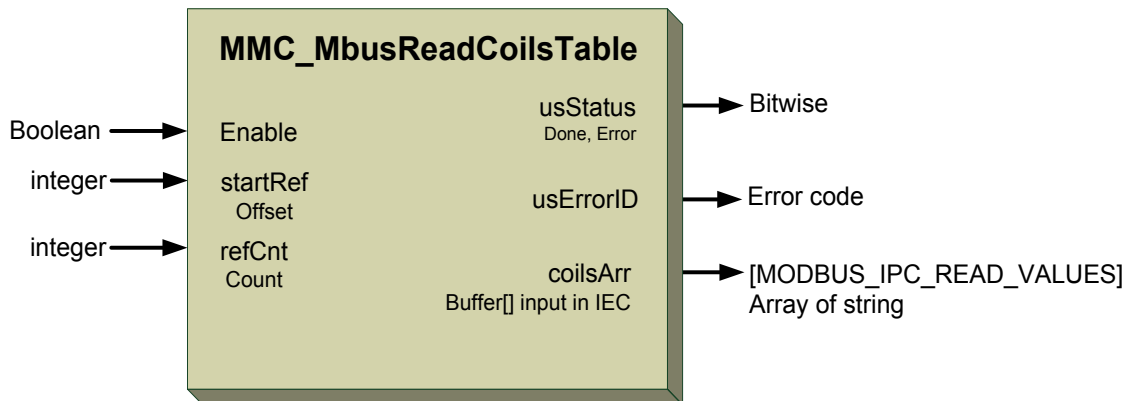 MMC_MbusReadCoilsTable
Boolean
Enable
integer
startRef
Offset
integer
refCnt
Count
usStatus
Done, Error
Bitwise
usErrorID
Error code
coilsArr
Buffer[] input in IEC
[MODBUS_IPC_READ_VALUES]
Array of string